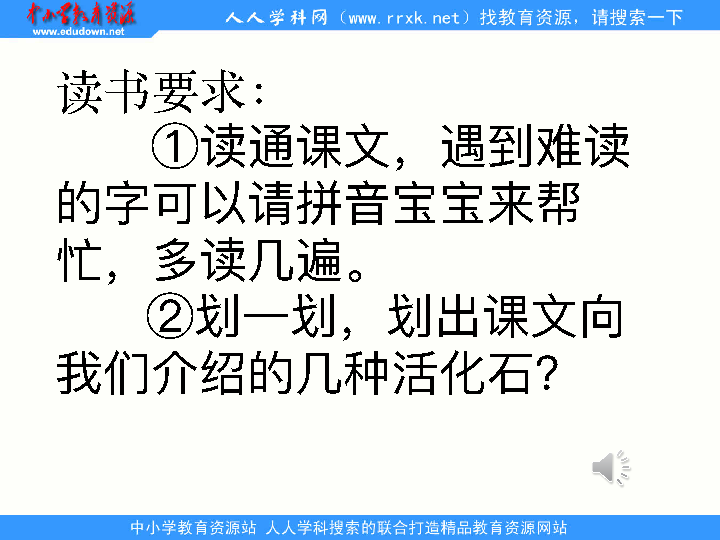 中小学教育资源
www.edudown.net
人人学科网（www.rrxk.net）找教育资源，请搜索一下
读书要求：
①读通课文，遇到难读
的字可以请拼音宝宝来帮
忙，多读几遍。
②划一划，划出课文向
我们介绍的几种活化石？
中小学教育资源站 人人学科搜索的联合打造精品教育资源网站